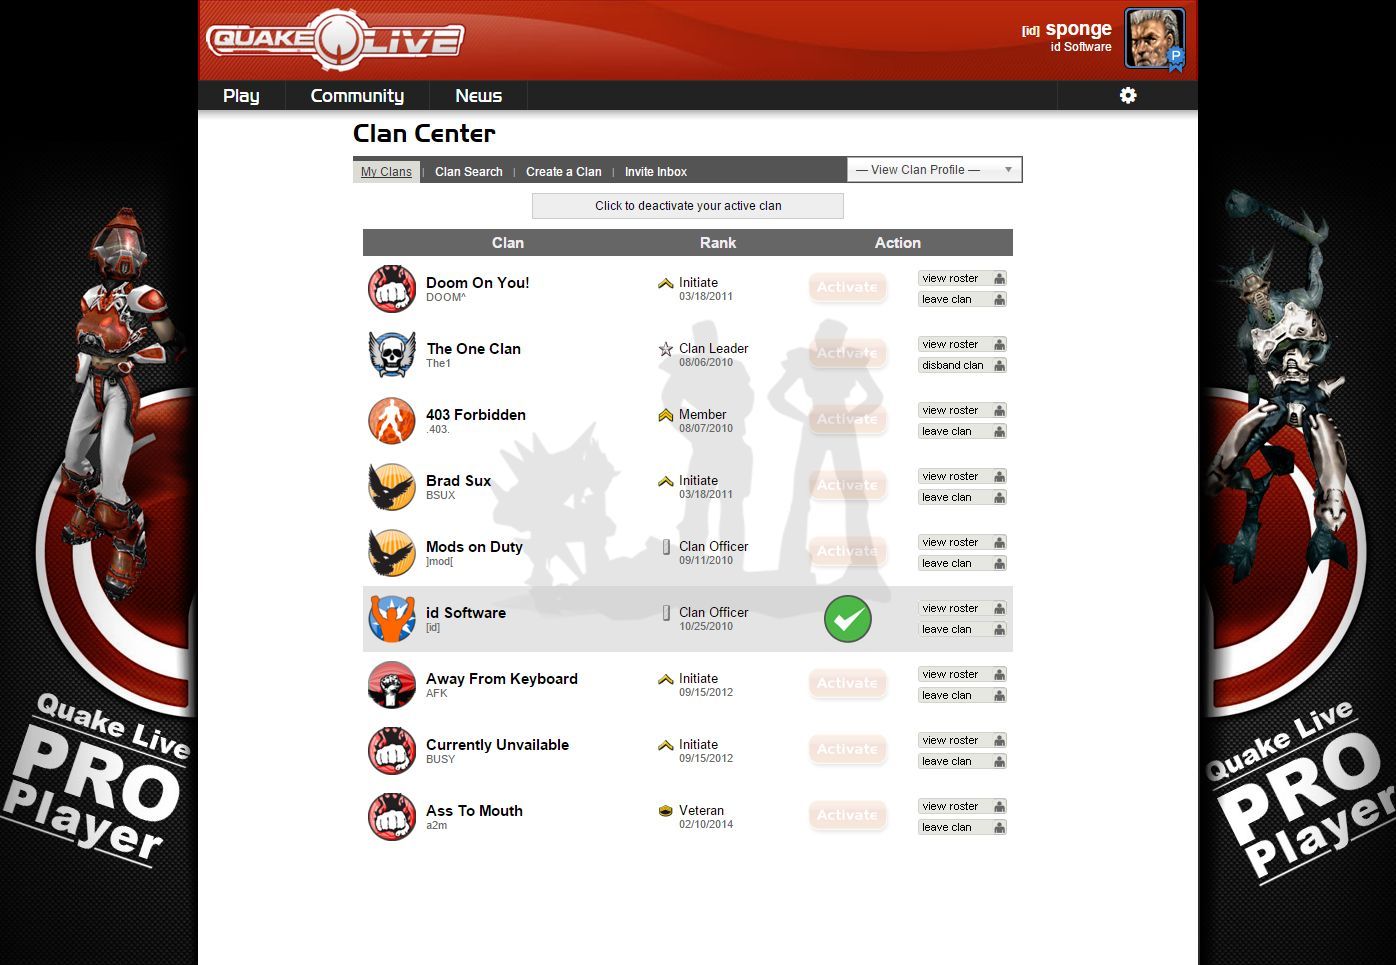 QUAKE LIVE
[id] sponge
id Software
P
Play
Community
News
Clan Center
My Clans | Clan Search | Create a Clan | Invite Inbox
— View Clan Profile —
Click to deactivate your active clan
Clan Rank Action
Doom On You!
DOOM^
Initiate
03/18/2011
Activate
view roster
leave clan
The One Clan
The1
Clan Leader
08/06/2010
Activate
view roster
disband clan
403 Forbidden
.403.
Member
08/07/2010
Activate
view roster
leave clan
Brad Sux
BSUX
Initiate
03/18/2011
Activate
view roster
leave clan
Mods on Duty
]mod[
Clan Officer
09/11/2010
Activate
view roster
leave clan
id Software
[id]
Clan Officer
10/25/2010
view roster
leave clan
Away From Keyboard
AFK
Initiate
09/15/2012
Activate
view roster
leave clan
Currently Unvailable
BUSY
Initiate
09/15/2012
Activate
view roster
leave clan
Ass To Mouth
a2m
Veteran
02/10/2014
Activate
view roster
leave clan
Quake Live
PRO
Player
Quake Live
PRO
Player